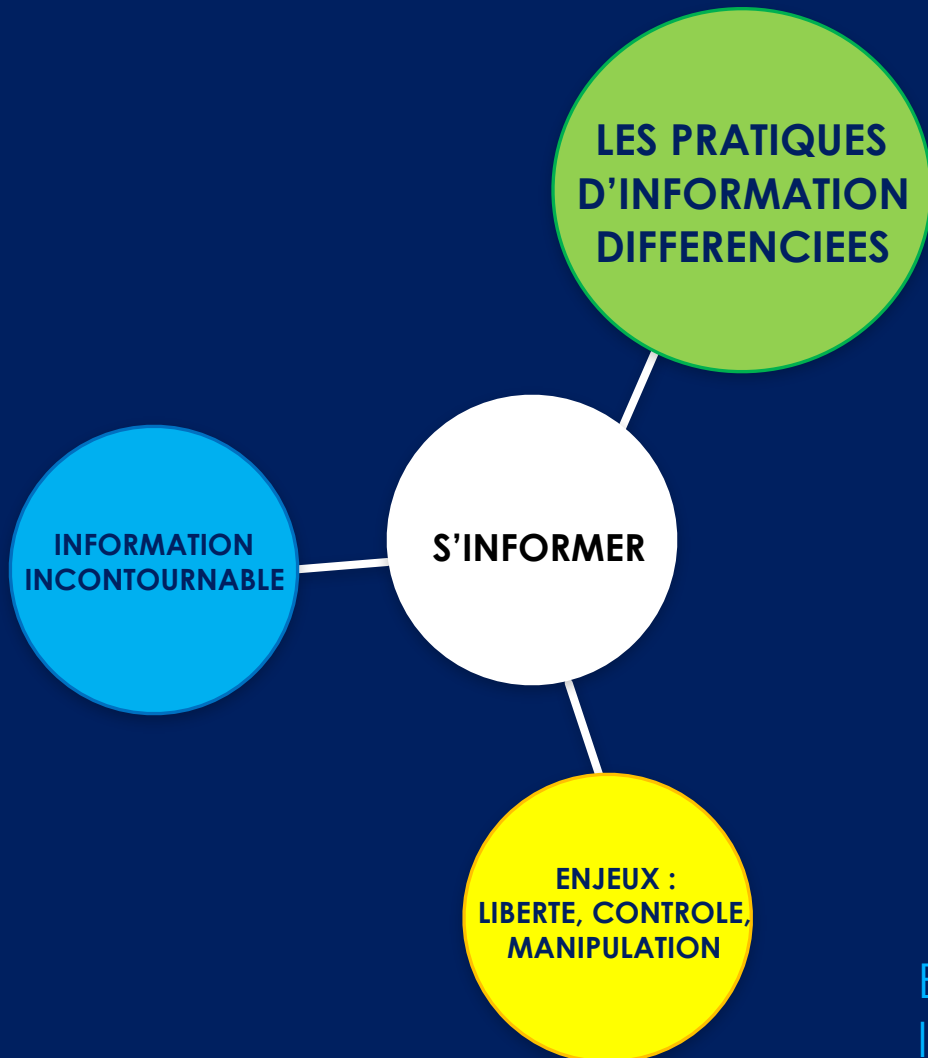 LES PRATIQUES
D’INFORMATION
DIFFERENCIEES
INFORMATION
INCONTOURNABLE
S’INFORMER
ENJEUX :
LIBERTE, CONTROLE,
MANIPULATION